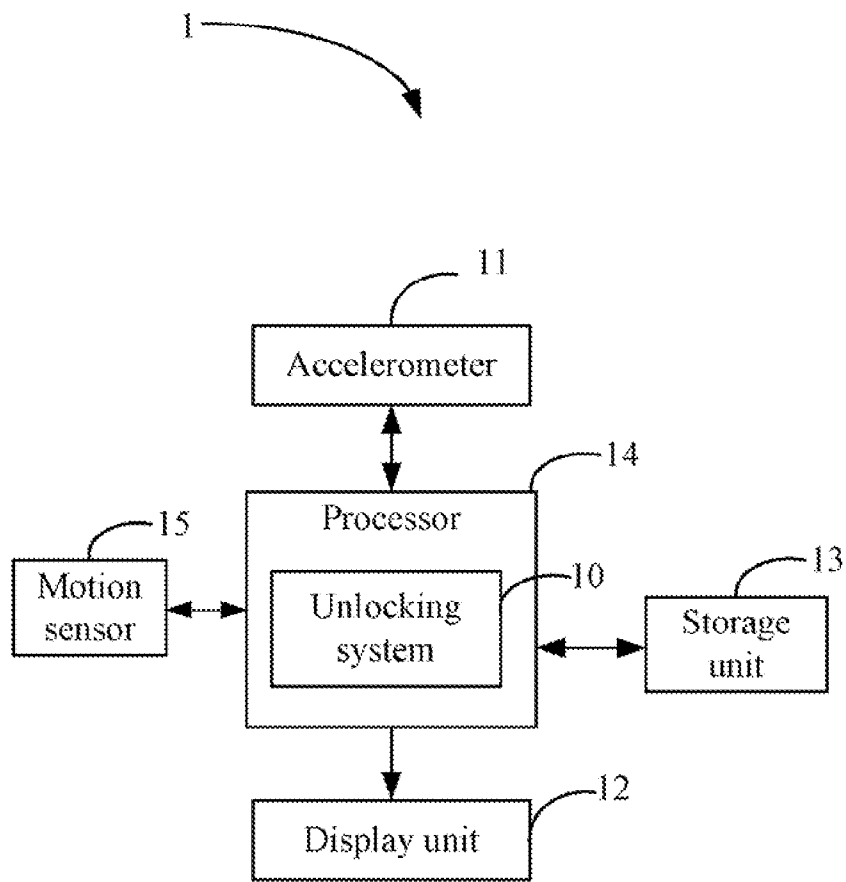 1
11
Accelerometer
14
Processor
15
Motion
sensor
10
Unlocking
system
13
Storage
unit
12
Display unit